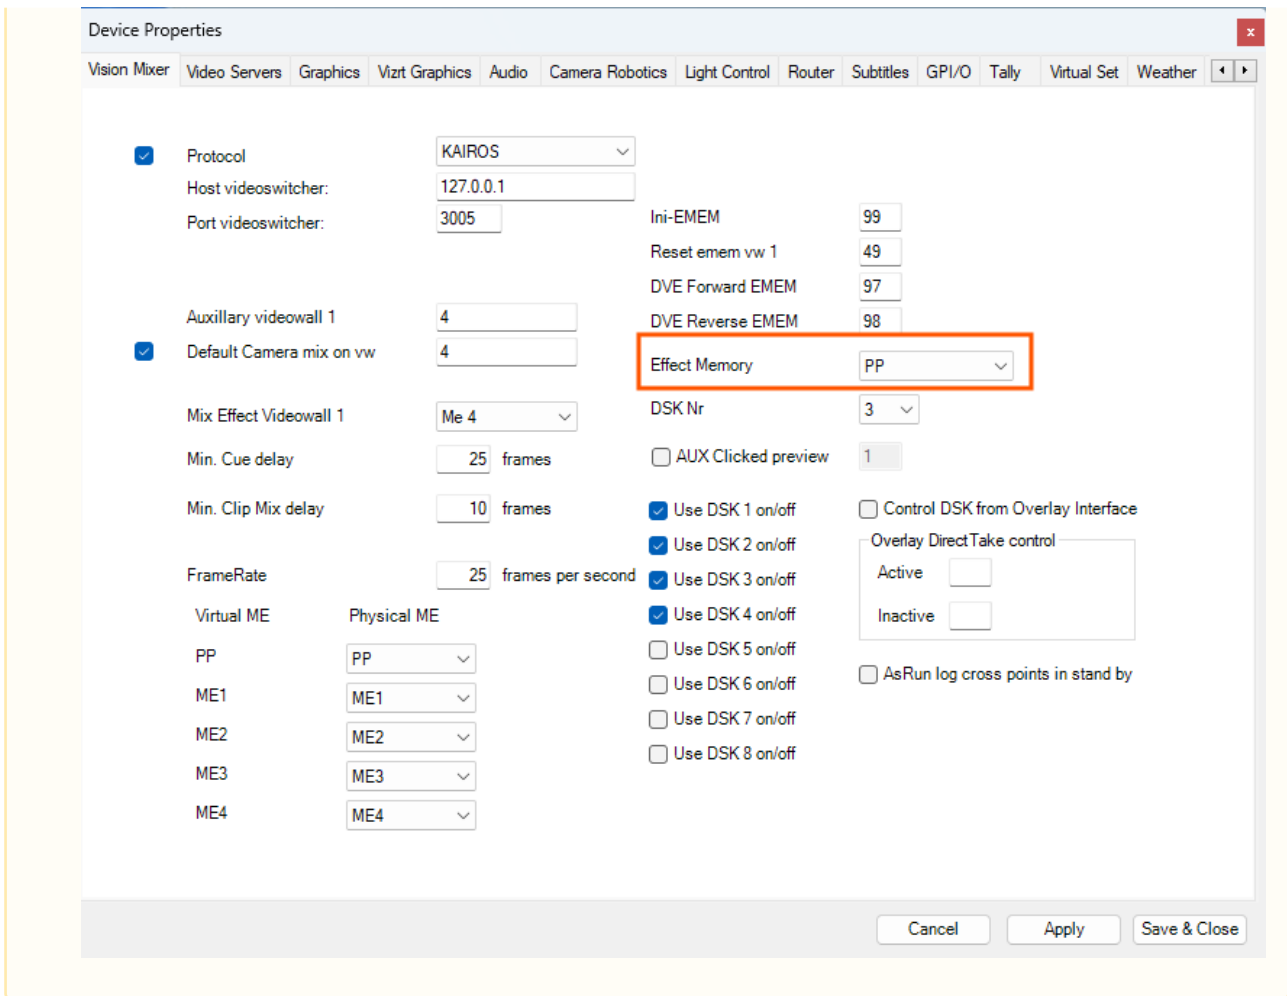 Device Properties
x
Vision Mixer Video Servers Graphics Vizrt Graphics Audio Camera Robotics Light Control Router Subtitles GPI/O Tally Virtual Set Weather
Protocol KAIROS
Host videoswitcher: 127.0.0.1
Port videoswitcher: 3005
Auxillary videowall 1 4
Default Camera mix on vw 4
Mix Effect Videowall 1 Me 4
Min. Cue delay 25 frames
Min. Clip Mix delay 10 frames
FrameRate 25 frames per second
Virtual ME Physical ME
PP PP
ME1 ME1
ME2 ME2
ME3 ME3
ME4 ME4
Ini-EMEM 99
Reset emem vw 1 49
DVE Forward EMEM 97
DVE Reverse EMEM 98
Effect Memory PP
DSK Nr 3
AUX Clicked preview 1
Use DSK 1 on/off
Use DSK 2 on/off
Use DSK 3 on/off
Use DSK 4 on/off
Use DSK 5 on/off
Use DSK 6 on/off
Use DSK 7 on/off
Use DSK 8 on/off
Control DSK from Overlay Interface
Overlay DirectTake control
Active
Inactive
AsRun log cross points in stand by
Cancel Apply Save & Close